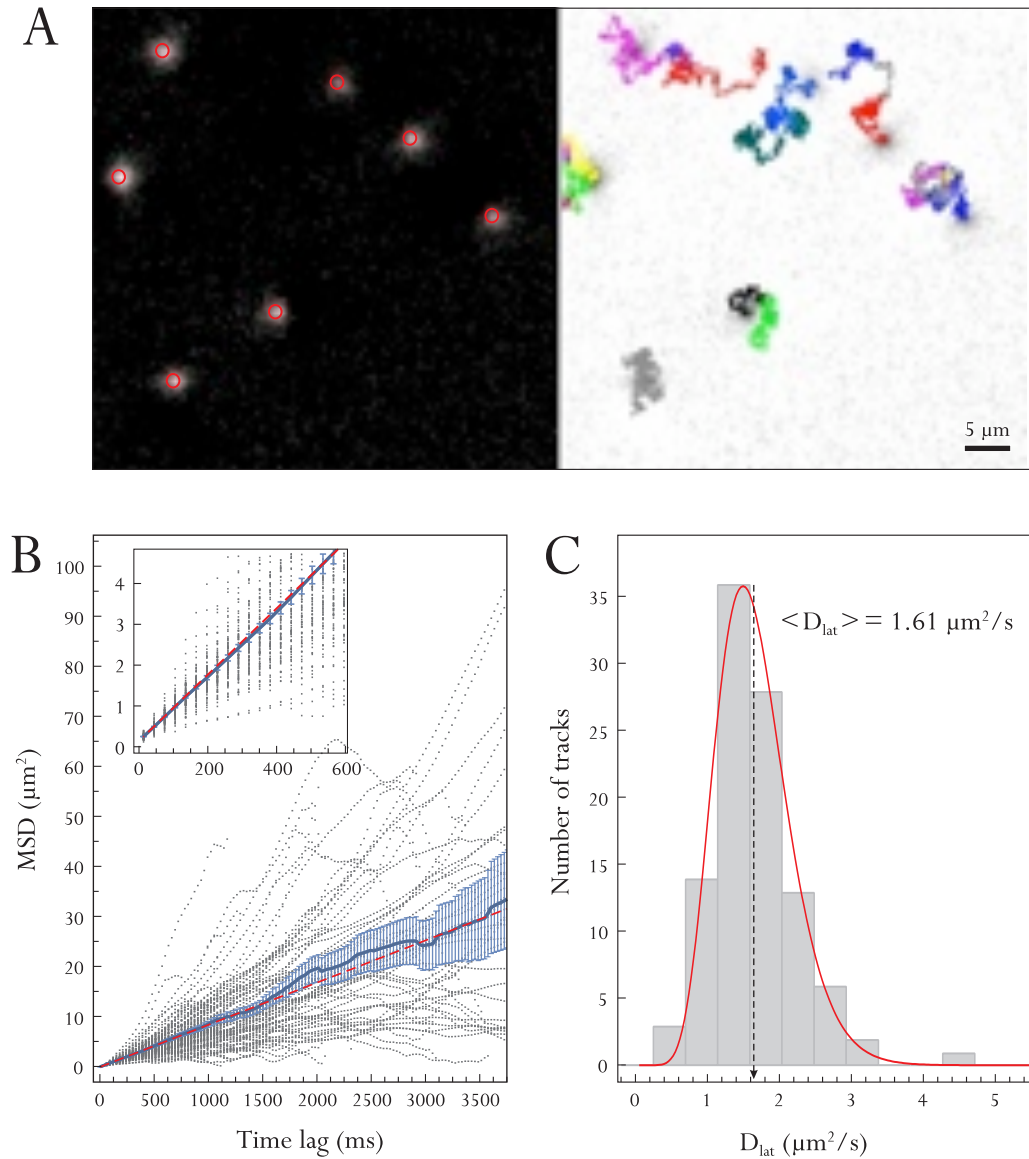 A
5 µm
B
MSD (µm²)
100
90
80
70
60
50
40
30
20
10
0
4
3
2
1
0
0 200 400 600
0 500 1000 1500 2000 2500 3000 3500
Time lag (ms)
C
<D_lat> = 1.61 µm²/s
Number of tracks
35
30
25
20
15
10
5
0
0 1 2 3 4 5
D_lat (µm²/s)